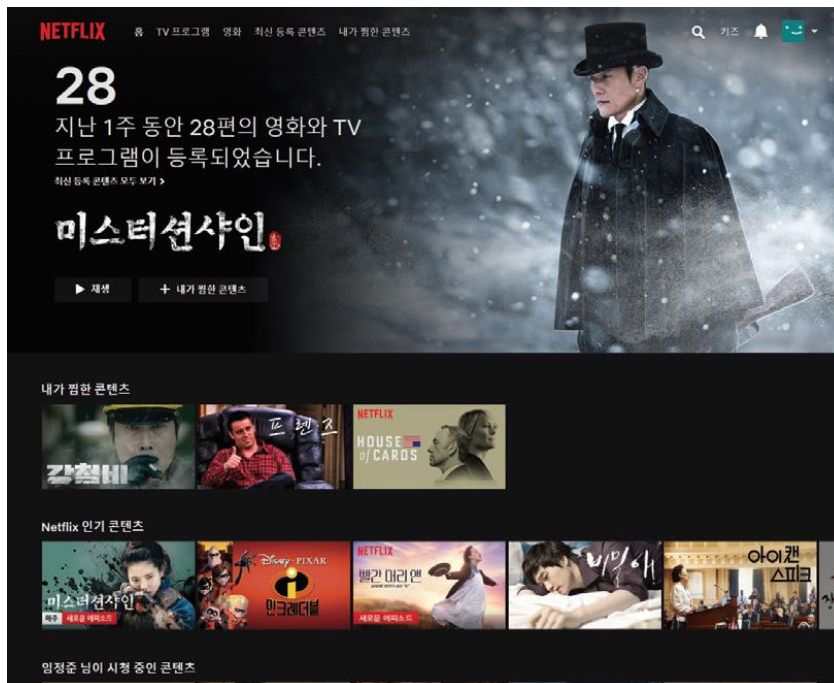 NETFLIX 홈 TV 프로그램 영화 최신 등록 콘텐츠 내가 찜한 콘텐츠 키즈
28
지난 1주 동안 28편의 영화와 TV
프로그램이 등록되었습니다.
최신 등록 콘텐츠 모두 보기 >
미스터션샤인
▶ 재생 + 내가 찜한 콘텐츠
내가 찜한 콘텐츠
강철비
프렌즈
NETFLIX
HOUSE
of CARDS
Netflix 인기 콘텐츠
미스터션샤인
매주 새로운 에피소드
Disney·PIXAR
인크레더블
NETFLIX
빨간 머리 앤
새로운 에피소드
비밀애
아이 캔
스피크
임정준 님이 시청 중인 콘텐츠